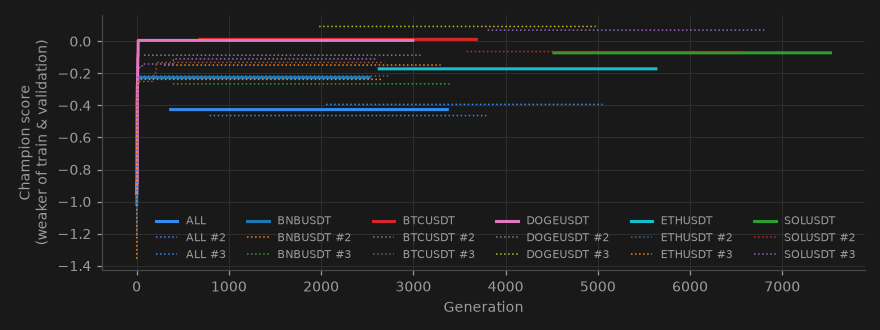 Champion score
(weaker of train & validation)
0.0
−0.2
−0.4
−0.6
−0.8
−1.0
−1.2
−1.4
ALL
BNBUSDT
BTCUSDT
DOGEUSDT
ETHUSDT
SOLUSDT
ALL #2
BNBUSDT #2
BTCUSDT #2
DOGEUSDT #2
ETHUSDT #2
SOLUSDT #2
ALL #3
BNBUSDT #3
BTCUSDT #3
DOGEUSDT #3
ETHUSDT #3
SOLUSDT #3
0 1000 2000 3000 4000 5000 6000 7000
Generation